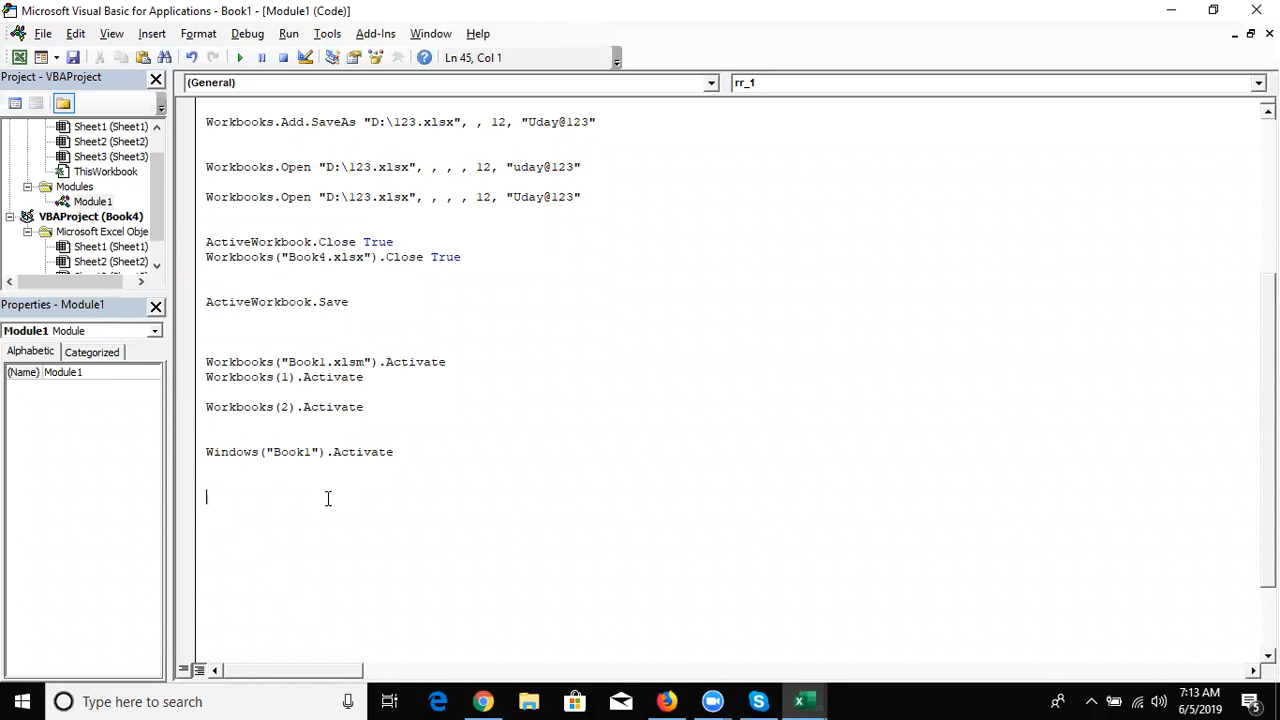 Microsoft Visual Basic for Applications - Book1 - [Module1 (Code)]
File Edit View Insert Format Debug Run Tools Add-Ins Window Help
Ln 45, Col 1
Project - VBAProject
(General)
rr_1
Sheet1 (Sheet1)
Sheet2 (Sheet2)
Sheet3 (Sheet3)
ThisWorkbook
Modules
Module1
VBAProject (Book4)
Microsoft Excel Obje
Sheet1 (Sheet1)
Sheet2 (Sheet2)
Properties - Module1
Module1 Module
Alphabetic Categorized
(Name) Module1
Workbooks.Add.SaveAs "D:\123.xlsx", , 12, "Uday@123"
Workbooks.Open "D:\123.xlsx", , , , 12, "uday@123"
Workbooks.Open "D:\123.xlsx", , , , 12, "Uday@123"
ActiveWorkbook.Close True
Workbooks("Book4.xlsx").Close True
ActiveWorkbook.Save
Workbooks("Book1.xlsm").Activate
Workbooks(1).Activate
Workbooks(2).Activate
Windows("Book1").Activate
Type here to search
7:13 AM
6/5/2019
5